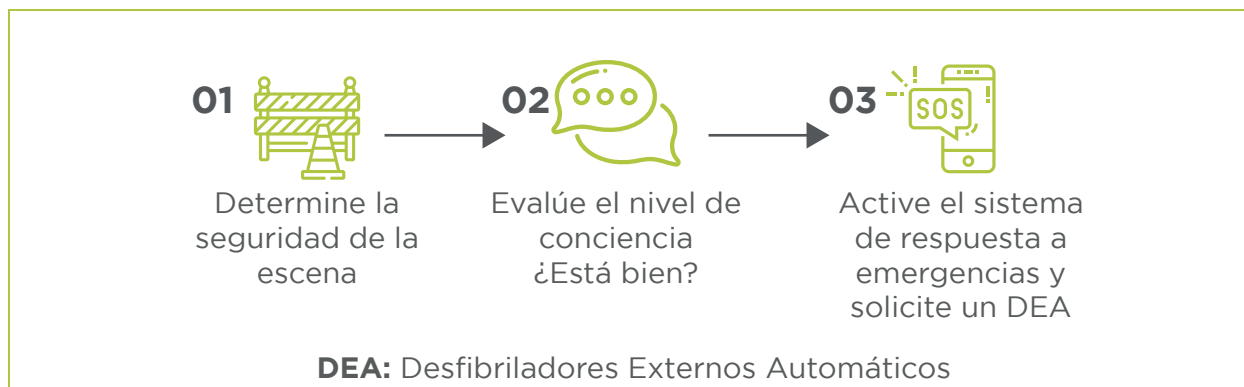 01
Determine la
seguridad de la
escena
02
Evalúe el nivel de
conciencia
¿Está bien?
03
SOS
Active el sistema
de respuesta a
emergencias y
solicite un DEA
DEA: Desfibriladores Externos Automáticos